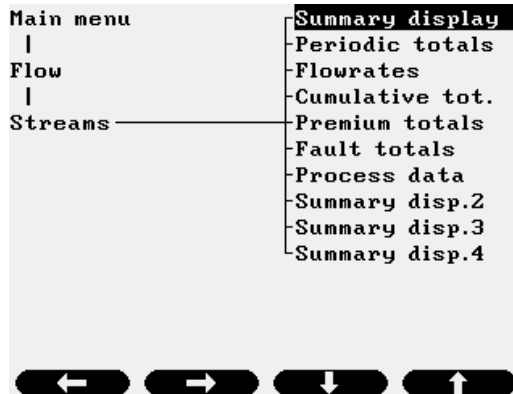 Main menu
Flow
Streams
Summary display
Periodic totals
Flowrates
Cumulative tot.
Premium totals
Fault totals
Process data
Summary disp.2
Summary disp.3
Summary disp.4